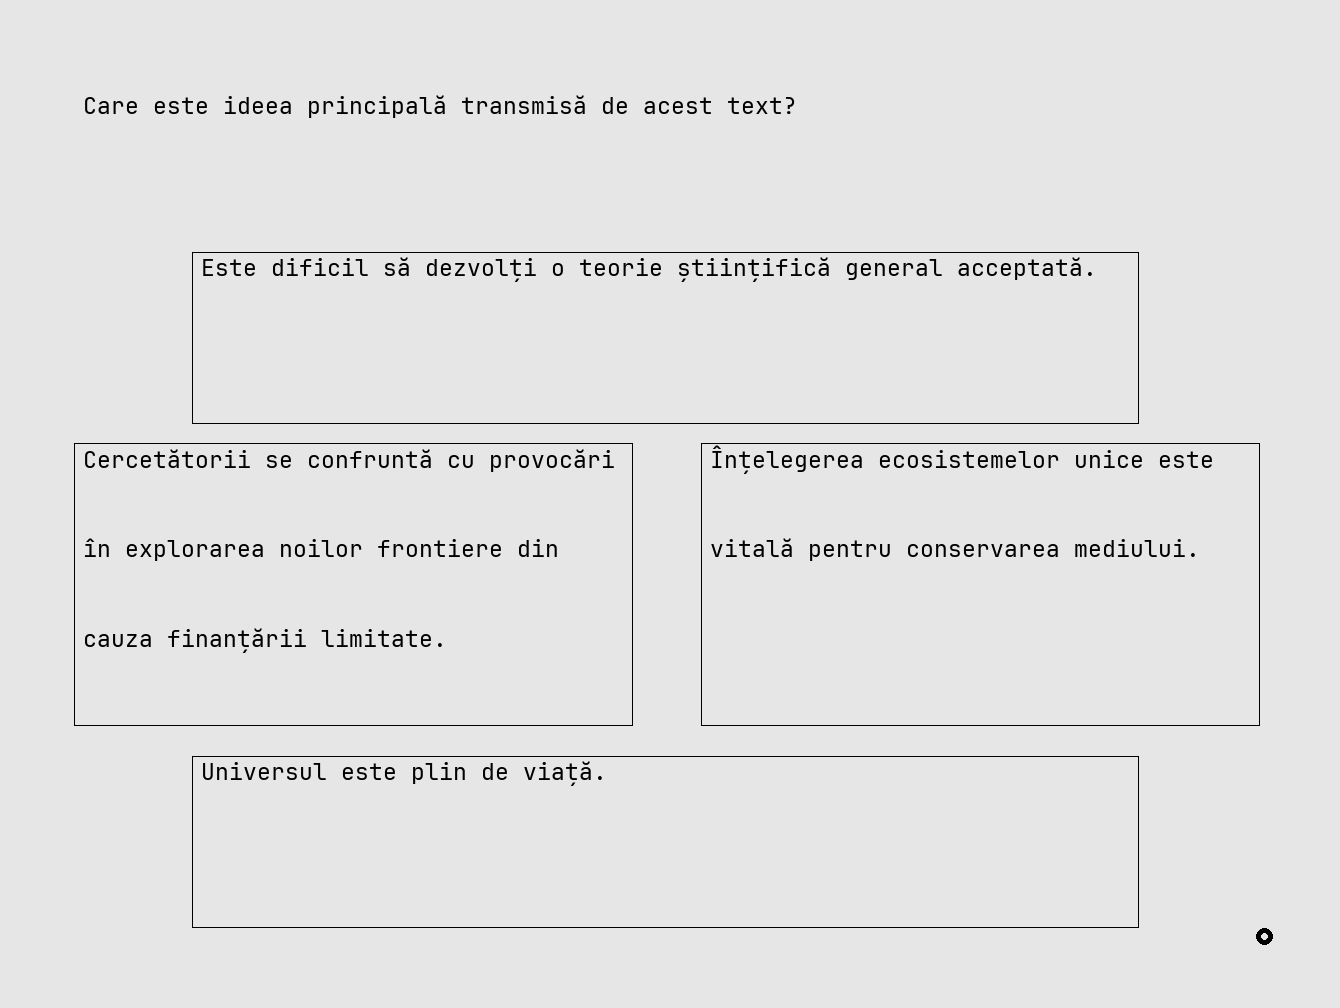 Care este ideea principală transmisă de acest text?
Este dificil să dezvolți o teorie științifică general acceptată.
Cercetătorii se confruntă cu provocări
în explorarea noilor frontiere din
cauza finanțării limitate.
Înțelegerea ecosistemelor unice este
vitală pentru conservarea mediului.
Universul este plin de viață.